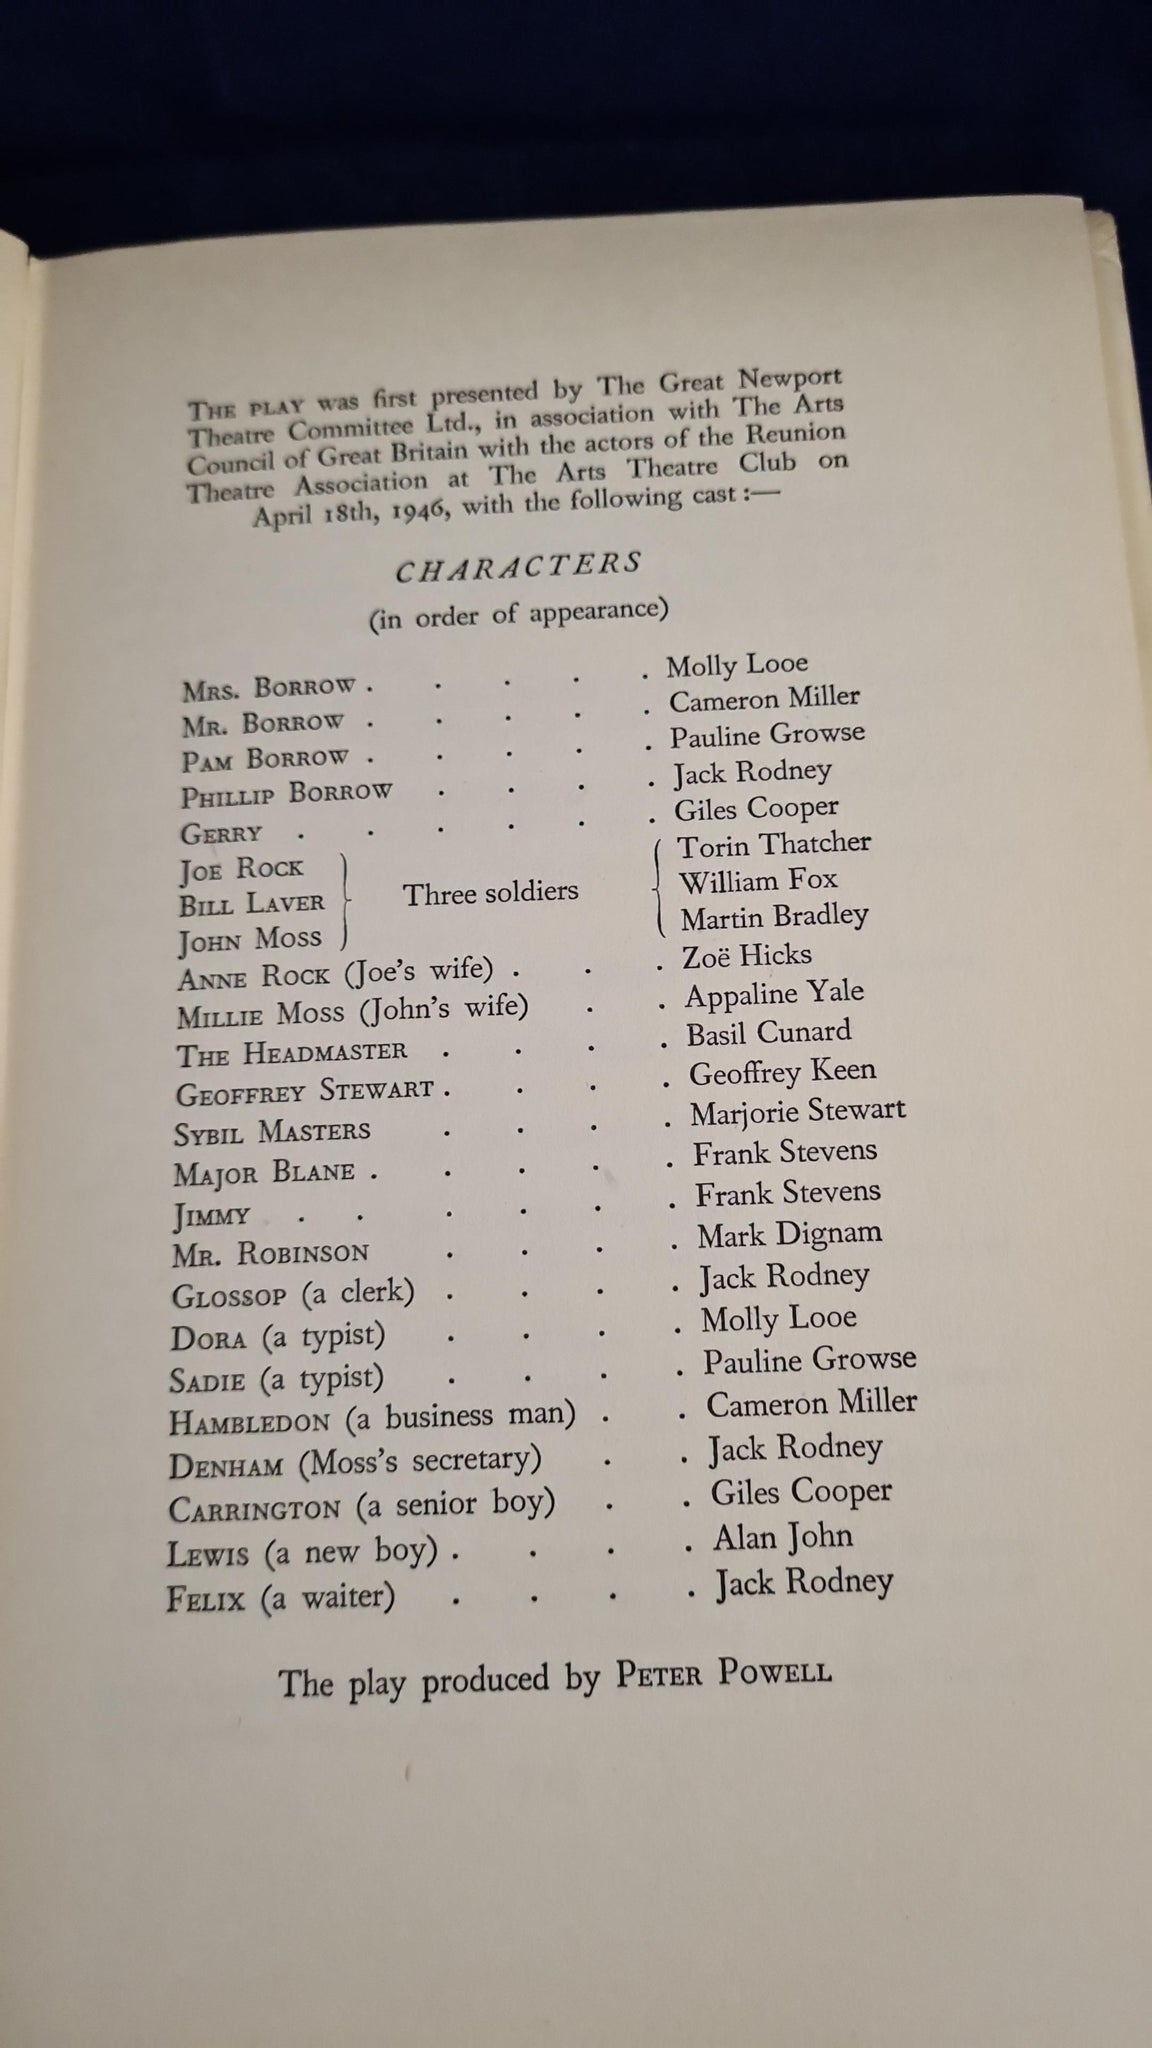 THE PLAY was first presented by The Great Newport
Theatre Committee Ltd., in association with The Arts
Council of Great Britain with the actors of the Reunion
Theatre Association at The Arts Theatre Club on
April 18th, 1946, with the following cast :—
CHARACTERS
(in order of appearance)
MRS. BORROW . . . . . Molly Looe
MR. BORROW . . . . . Cameron Miller
PAM BORROW . . . . . Pauline Growse
PHILLIP BORROW . . . . Jack Rodney
GERRY . . . . . . Giles Cooper
JOE ROCK } { Torin Thatcher
BILL LAVER } Three soldiers { William Fox
JOHN MOSS } { Martin Bradley
ANNE ROCK (Joe's wife) . . . Zoë Hicks
MILLIE MOSS (John's wife) . . Appaline Yale
THE HEADMASTER . . . . Basil Cunard
GEOFFREY STEWART . . . . Geoffrey Keen
SYBIL MASTERS . . . . Marjorie Stewart
MAJOR BLANE . . . . . Frank Stevens
JIMMY . . . . . . Frank Stevens
MR. ROBINSON . . . . Mark Dignam
GLOSSOP (a clerk) . . . . Jack Rodney
DORA (a typist) . . . . Molly Looe
SADIE (a typist) . . . . Pauline Growse
HAMBLEDON (a business man) . . Cameron Miller
DENHAM (Moss's secretary) . . Jack Rodney
CARRINGTON (a senior boy) . . Giles Cooper
LEWIS (a new boy) . . . . Alan John
FELIX (a waiter) . . . . Jack Rodney
The play produced by PETER POWELL